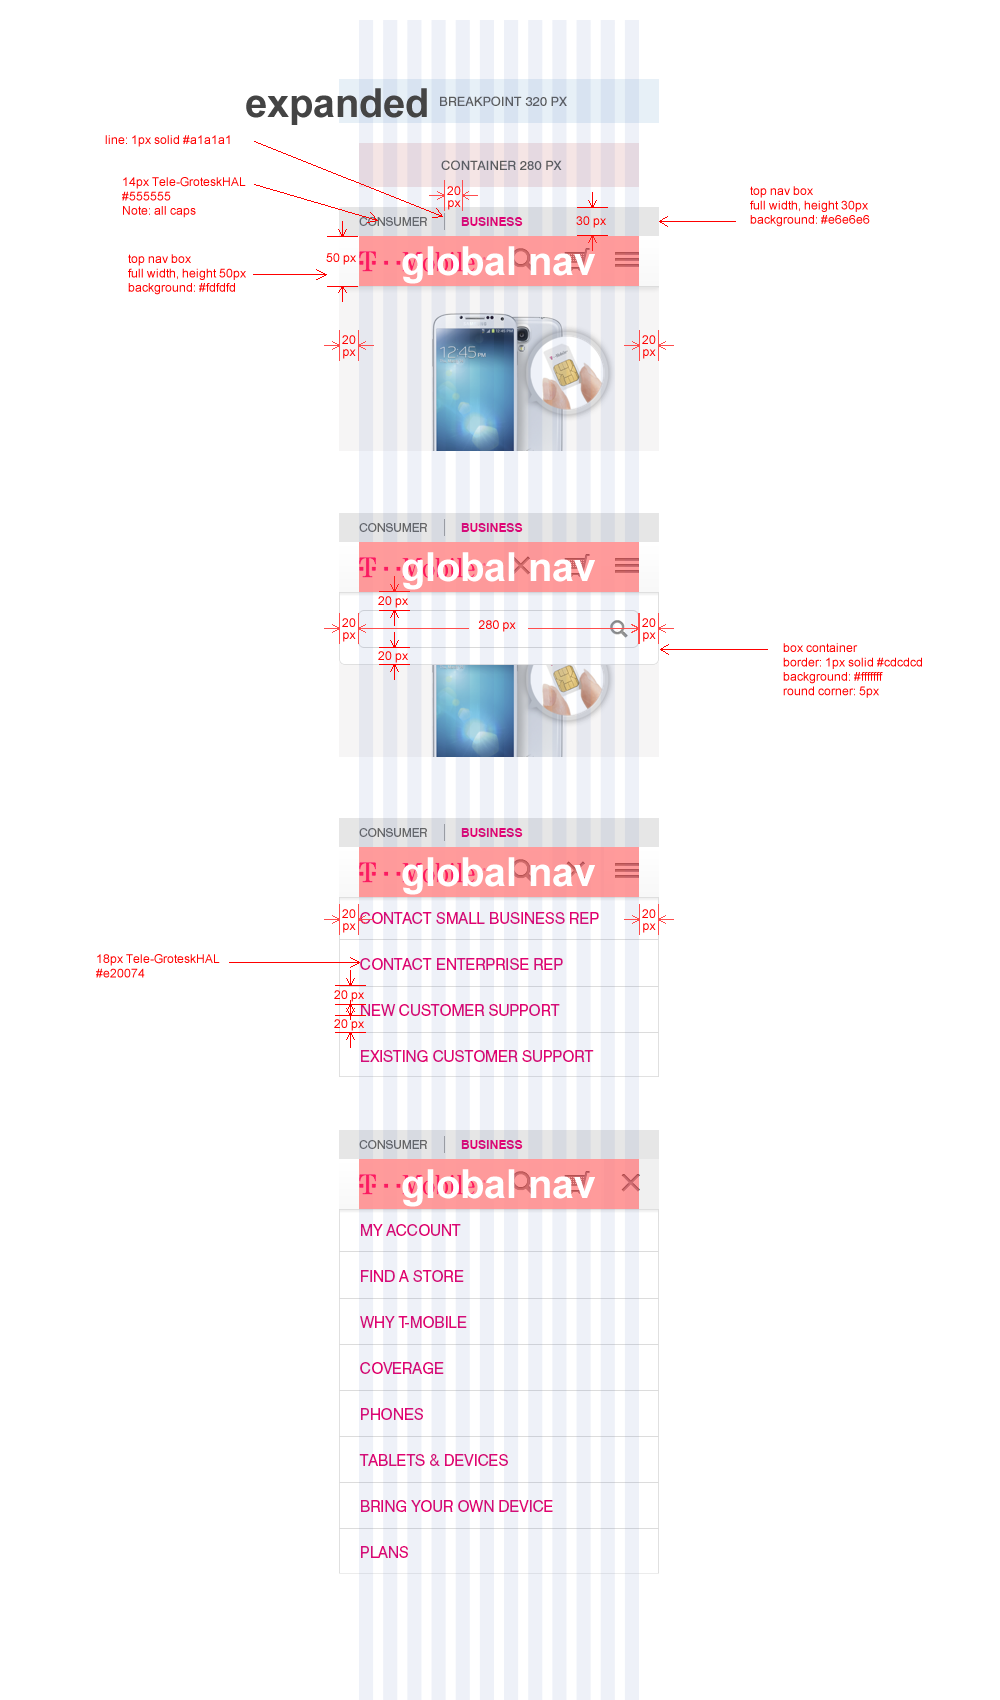 expanded
BREAKPOINT 320 PX
line: 1px solid #a1a1a1
CONTAINER 280 PX
14px Tele-GroteskHAL
#555555
Note: all caps
20
px
top nav box
full width, height 30px
background: #e6e6e6
CONSUMER
BUSINESS
30 px
top nav box
full width, height 50px
background: #fdfdfd
50 px
T··Mobile
global nav
20
px
20
px
12:45 PM
CONSUMER
BUSINESS
T··Mobile
global nav
20 px
20
px
280 px
20
px
20 px
box container
border: 1px solid #cdcdcd
background: #fffffff
round corner: 5px
CONSUMER
BUSINESS
T··Mobile
global nav
20
px
CONTACT SMALL BUSINESS REP
20
px
18px Tele-GroteskHAL
#e20074
CONTACT ENTERPRISE REP
20 px
NEW CUSTOMER SUPPORT
20 px
EXISTING CUSTOMER SUPPORT
CONSUMER
BUSINESS
T··Mobile
global nav
MY ACCOUNT
FIND A STORE
WHY T-MOBILE
COVERAGE
PHONES
TABLETS & DEVICES
BRING YOUR OWN DEVICE
PLANS